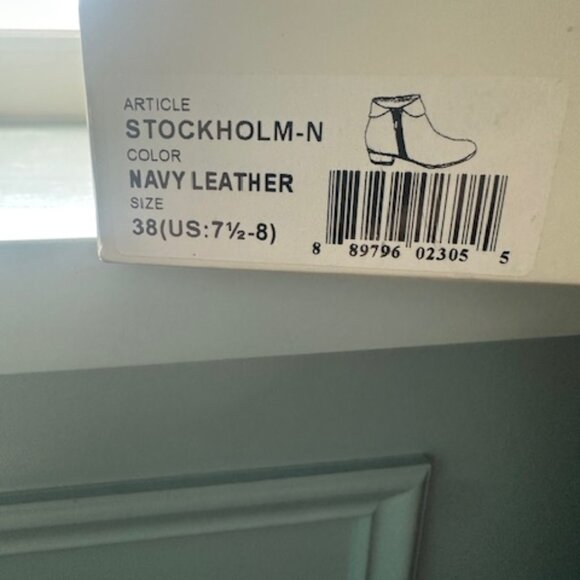 ARTICLE
STOCKHOLM-N
COLOR
NAVY LEATHER
SIZE
38(US:7½-8)
8 89796 02305 5